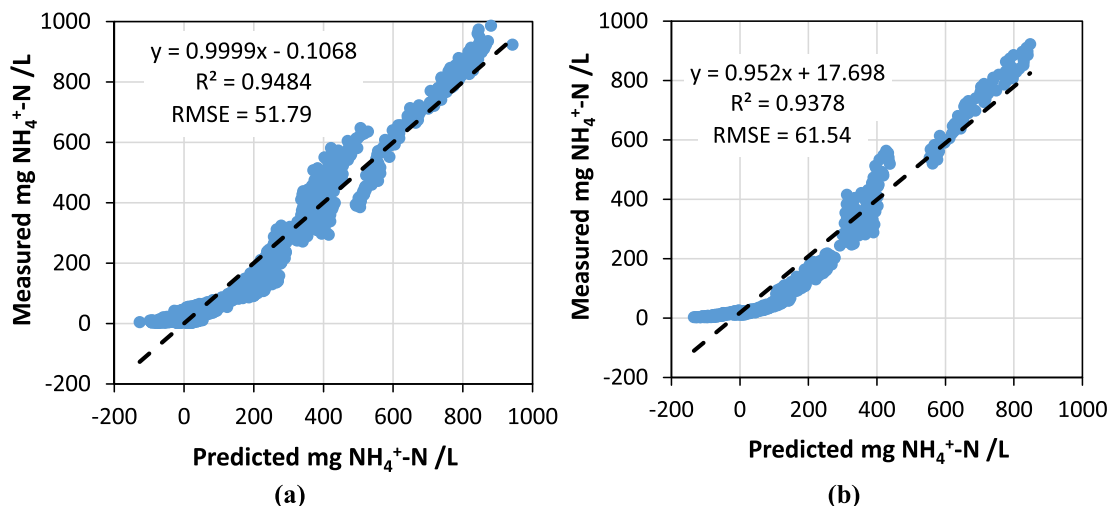 1000
800
600
400
200
0
-200
-200 0 200 400 600 800 1000
Measured mg NH₄⁺-N /L
Predicted mg NH₄⁺-N /L
y = 0.9999x - 0.1068
R² = 0.9484
RMSE = 51.79
(a)
1000
800
600
400
200
0
-200
-200 0 200 400 600 800 1000
Measured mg NH₄⁺-N /L
Predicted mg NH₄⁺-N /L
y = 0.952x + 17.698
R² = 0.9378
RMSE = 61.54
(b)